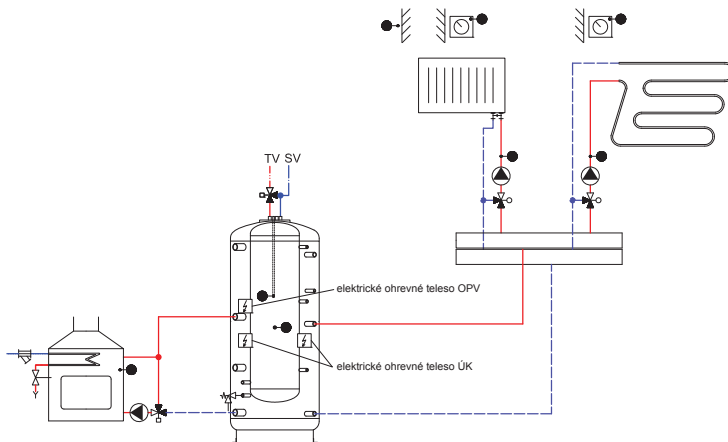 TV SV
elektrické ohrevné teleso OPV
elektrické ohrevné teleso ÚK